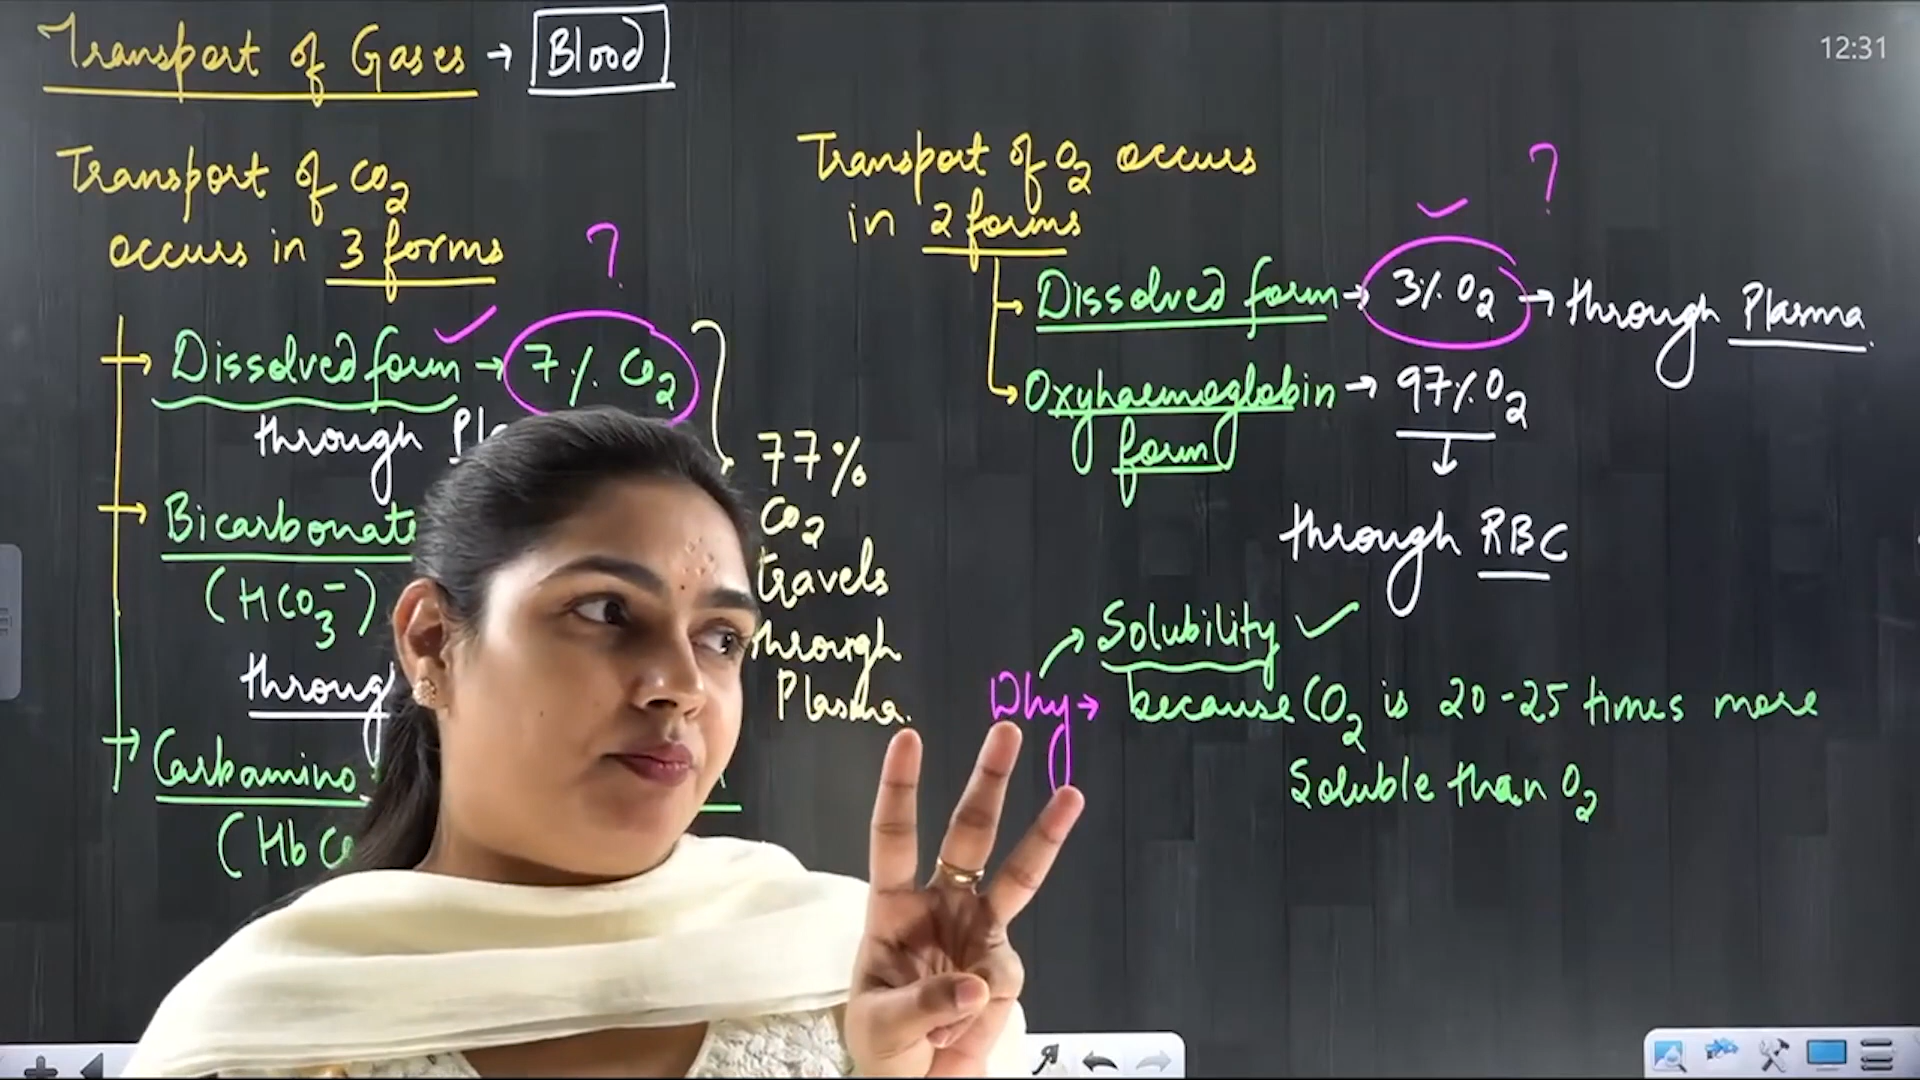 Transport of Gases → Blood
12:31
Transport of CO2
occurs in 3 forms
?
Dissolved form → 7% CO2
through
Bicarbonate
(HCO3-)
Carbamino
(Hb
77%
CO2
travels
through
Plasma.
Transport of O2 occurs
in 2 forms
?
Dissolved form → 3% O2 → through Plasma.
Oxyhaemoglobin → 97% O2
form
through RBC
Solubility ✓
Why → because CO2 is 20-25 times more
Soluble than O2